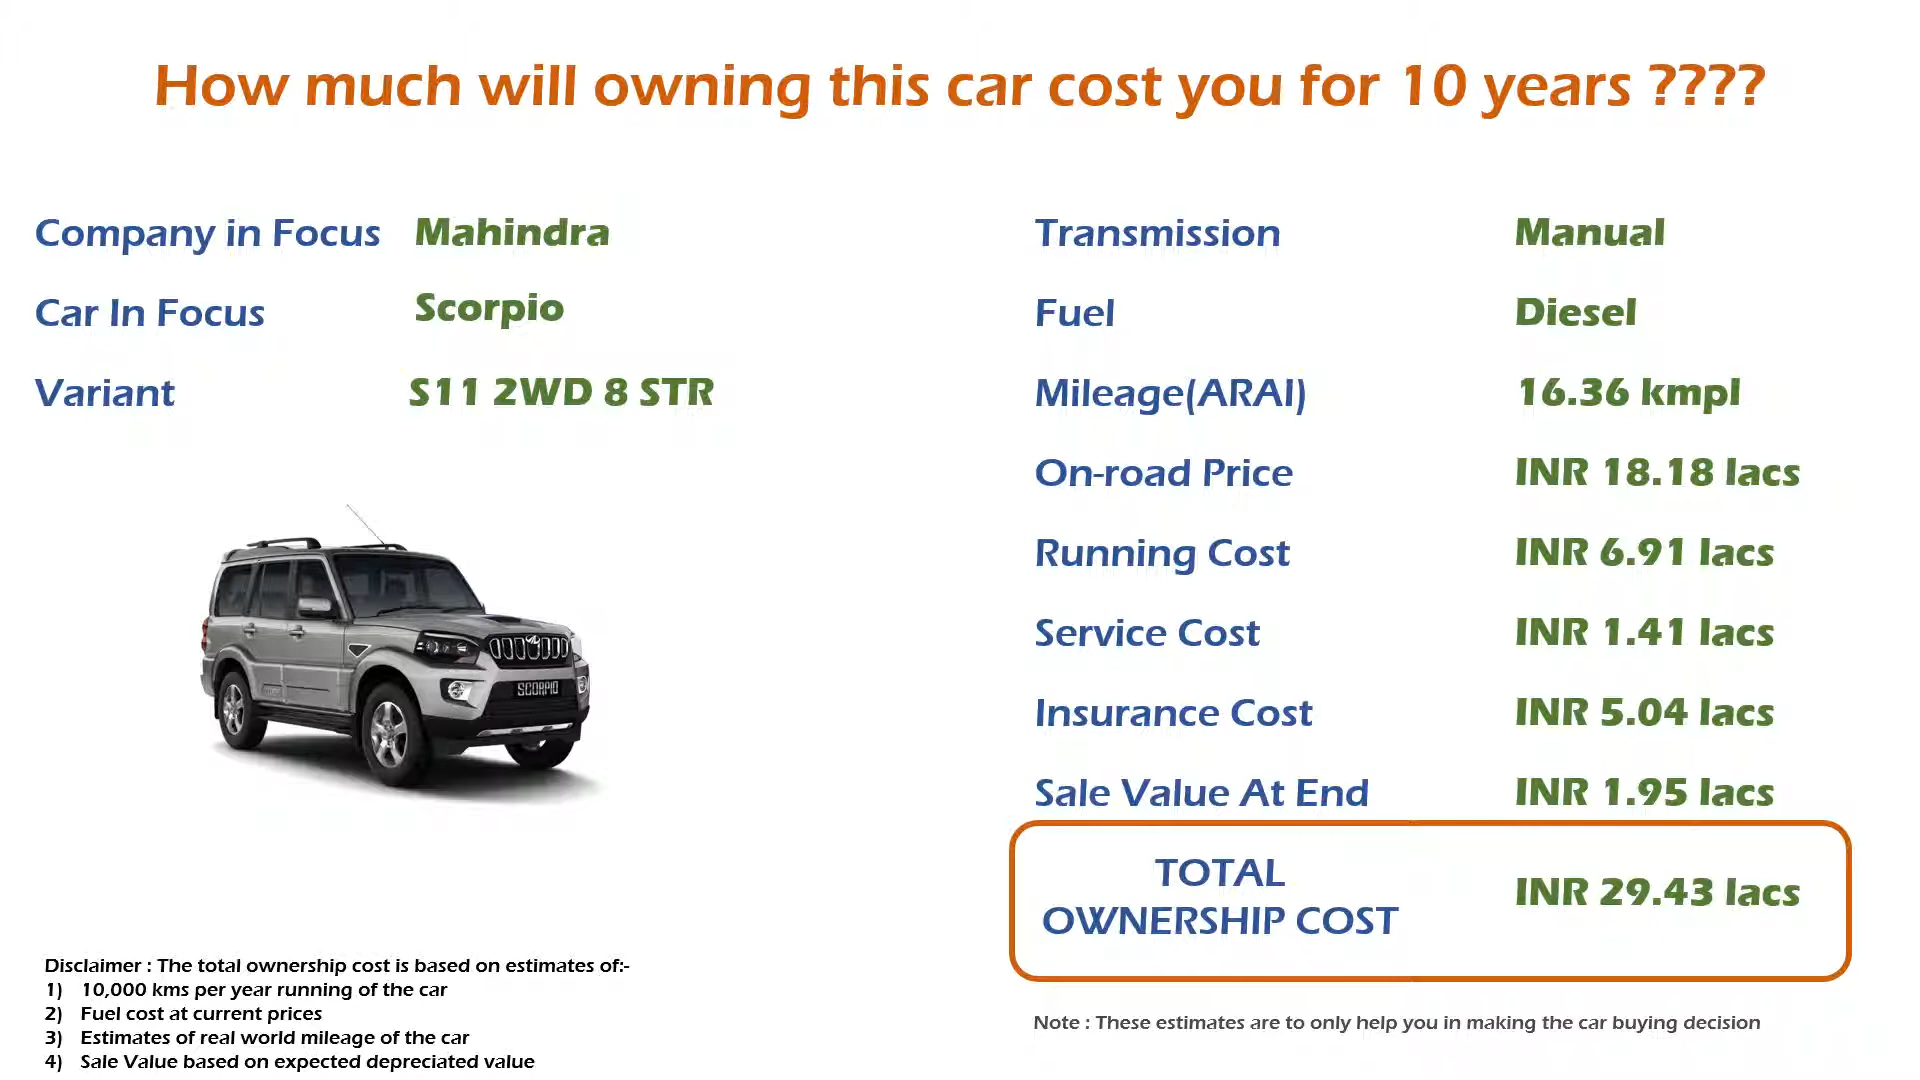 How much will owning this car cost you for 10 years ????
Company in Focus Mahindra
Car In Focus Scorpio
Variant S11 2WD 8 STR
SCORPIO
Transmission Manual
Fuel Diesel
Mileage(ARAI) 16.36 kmpl
On-road Price INR 18.18 lacs
Running Cost INR 6.91 lacs
Service Cost INR 1.41 lacs
Insurance Cost INR 5.04 lacs
Sale Value At End INR 1.95 lacs
TOTAL
OWNERSHIP COST INR 29.43 lacs
Disclaimer : The total ownership cost is based on estimates of:-
1) 10,000 kms per year running of the car
2) Fuel cost at current prices
3) Estimates of real world mileage of the car
4) Sale Value based on expected depreciated value
Note : These estimates are to only help you in making the car buying decision